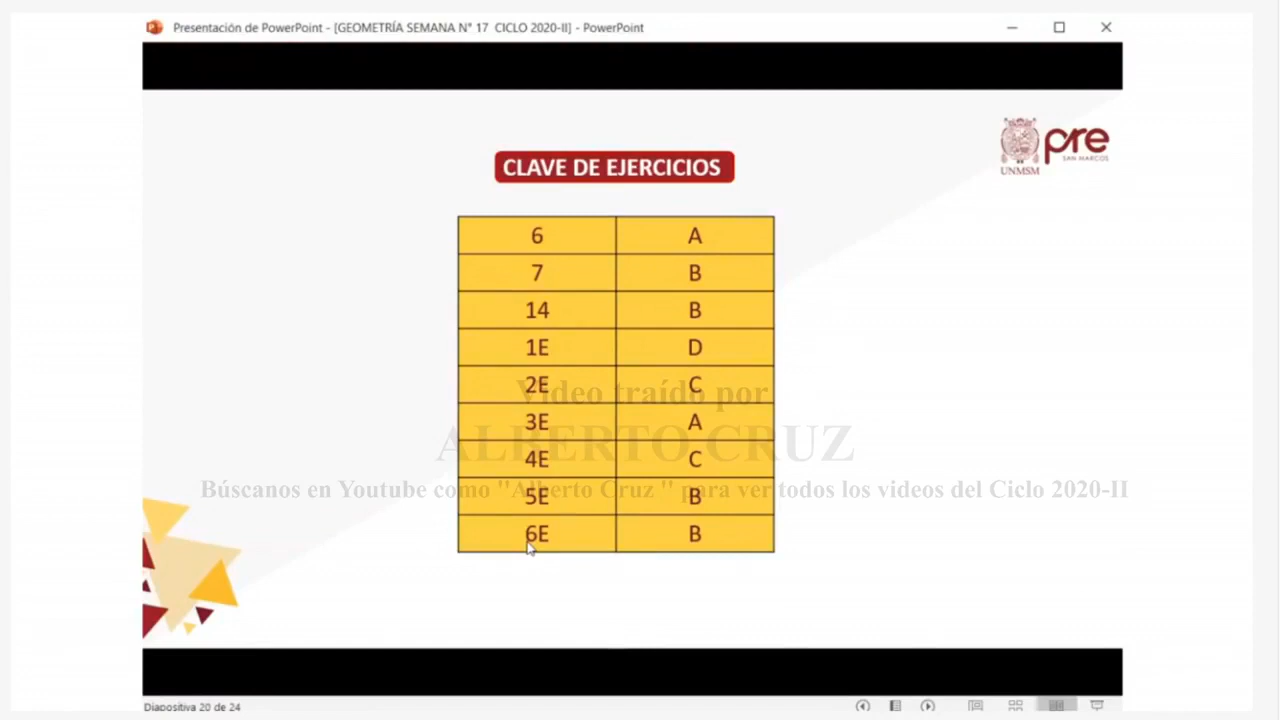 Presentación de PowerPoint - [GEOMETRÍA SEMANA N° 17 CICLO 2020-II] - PowerPoint
UNMSM
pre
SAN MARCOS
CLAVE DE EJERCICIOS
6 A
7 B
14 B
1E D
2E C
Video traído por
3E A
ALBERTO CRUZ
4E C
Búscanos en Youtube como "Alberto Cruz " para ver todos los videos del Ciclo 2020-II
5E B
6E B
Diapositiva 20 de 24